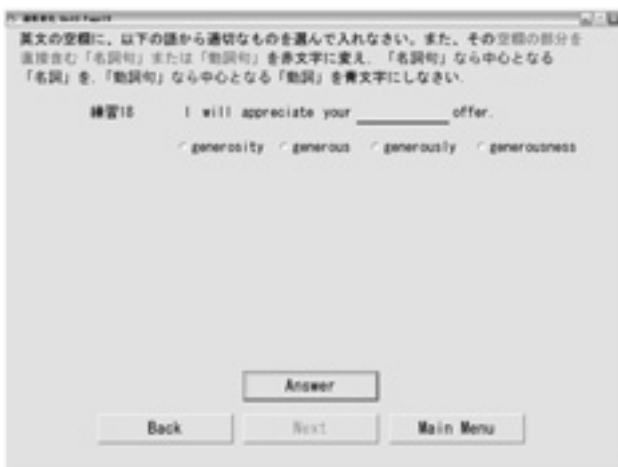 英文の空欄に、以下の語から適切なものを選んで入れなさい。また、その空欄の部分を
直接含む「名詞句」または「動詞句」を赤文字に変え、「名詞句」なら中心となる
「名詞」を、「動詞句」なら中心となる「動詞」を青文字にしなさい.
練習18 I will appreciate your ________ offer.
generosity generous generously generousness
Answer
Back Next Main Menu